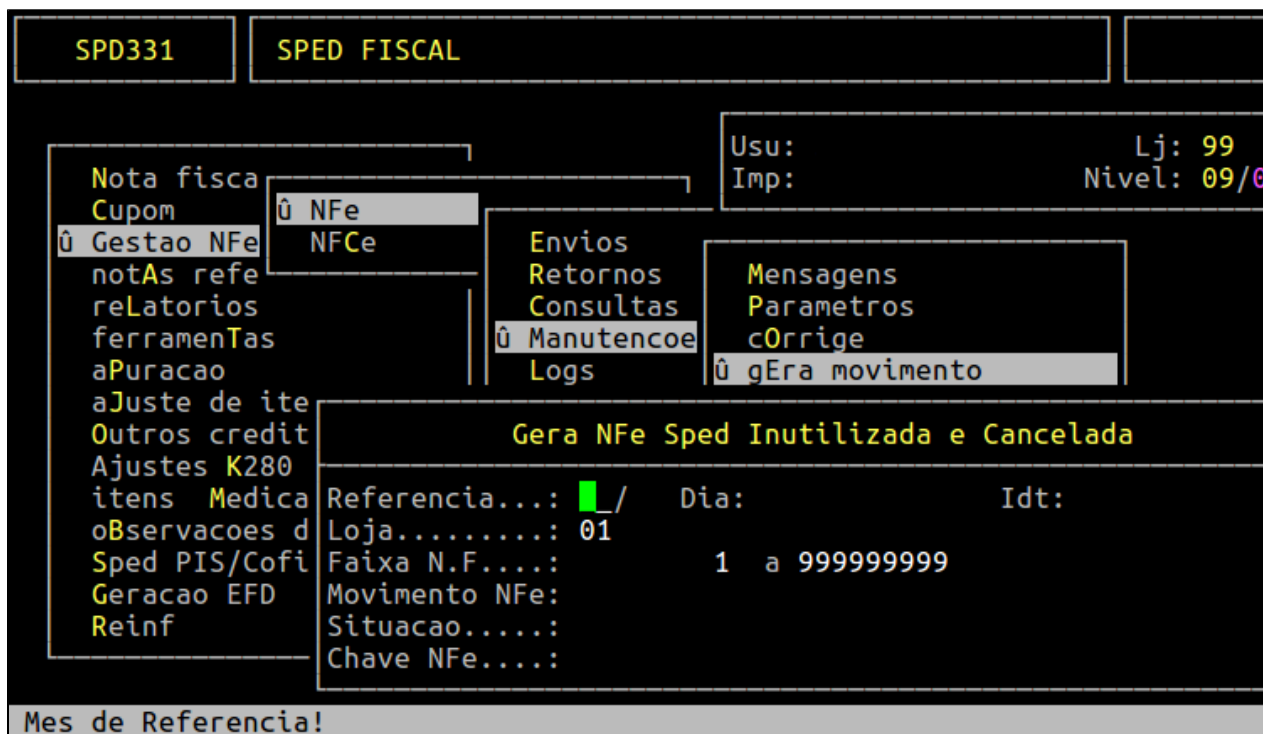 SPD331 SPED FISCAL
Usu: Lj: 99
Nota fisca Imp: Nivel: 09/0
Cupom û NFe
û Gestao NFe NFCe Envios
notAs refe Retornos Mensagens
reLatorios Consultas Parametros
ferramenTas û Manutencoe cOrrige
aPuracao Logs û gEra movimento
aJuste de ite
Outros credit Gera NFe Sped Inutilizada e Cancelada
Ajustes K280
itens Medica Referencia...: _/ Dia: Idt:
oBservacoes d Loja.........: 01
Sped PIS/Cofi Faixa N.F....: 1 a 999999999
Geracao EFD Movimento NFe:
Reinf Situacao.....:
Chave NFe....:
Mes de Referencia!